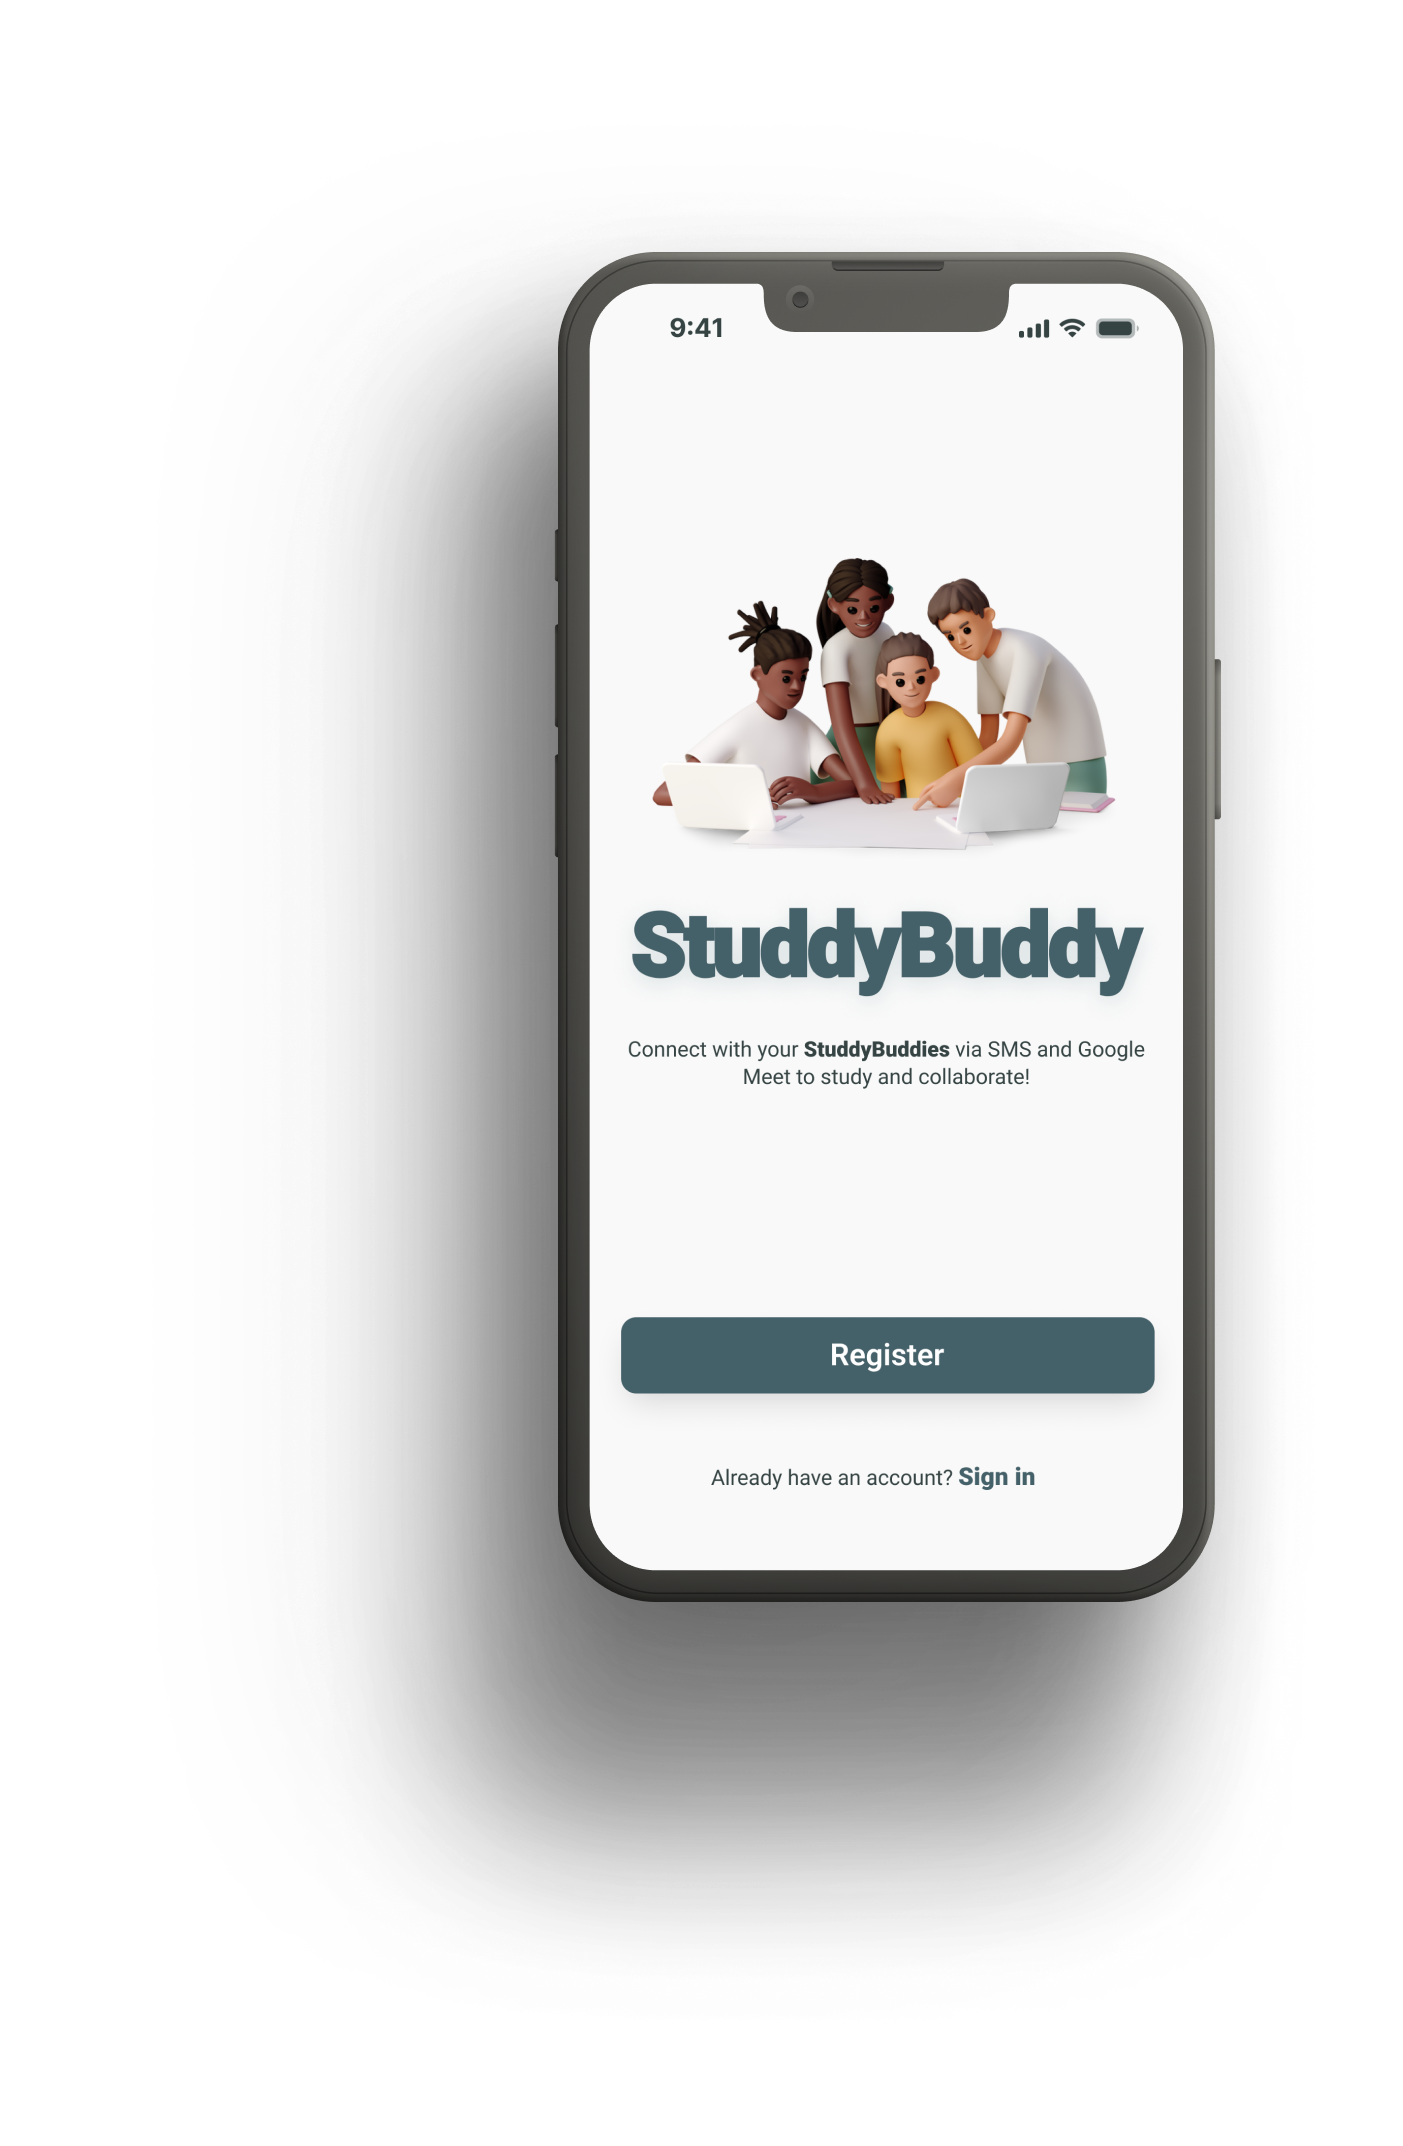 9:41
StuddyBuddy
Connect with your StuddyBuddies via SMS and Google
Meet to study and collaborate!
Register
Already have an account? Sign in